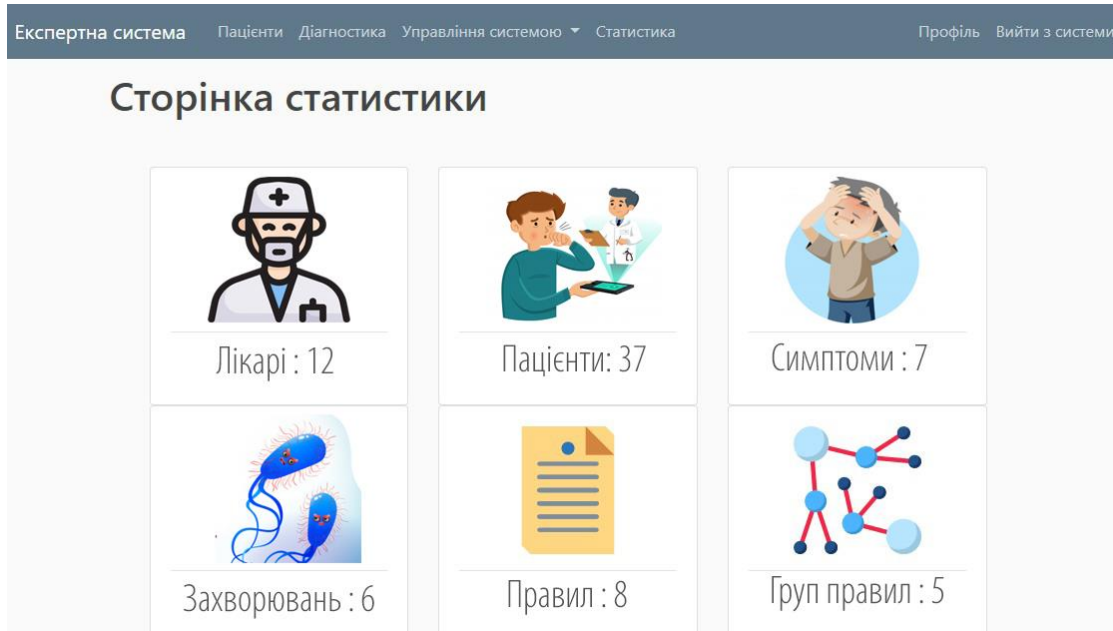 Експертна система Пацієнти Діагностика Управління системою Статистика Профіль Вийти з системи
Сторінка статистики
Лікарі : 12 Пацієнти: 37 Симптоми : 7
Захворювань : 6 Правил : 8 Груп правил : 5